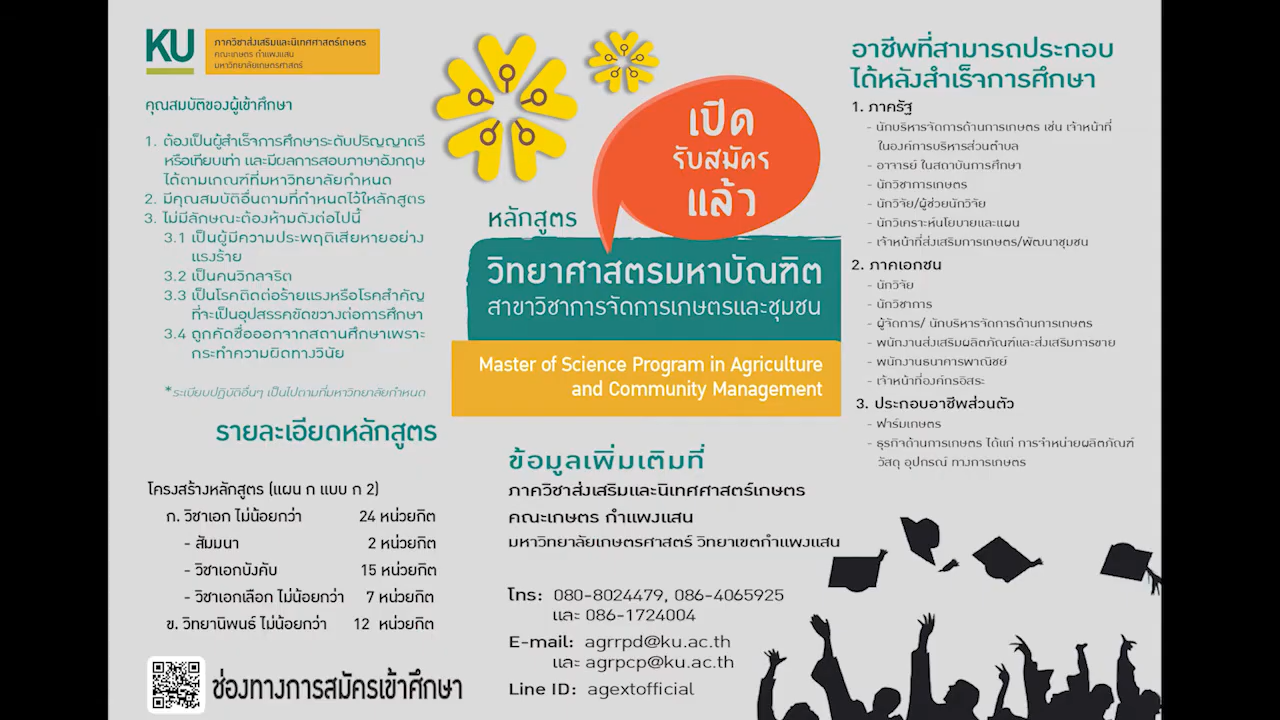 KU
ภาควิชาส่งเสริมและนิเทศศาสตร์เกษตร
คณะเกษตร กำแพงแสน
มหาวิทยาลัยเกษตรศาสตร์
คุณสมบัติของผู้เข้าศึกษา
1. ต้องเป็นผู้สำเร็จการศึกษาระดับปริญญาตรี
หรือเทียบเท่า และมีผลการสอบภาษาอังกฤษ
ได้ตามเกณฑ์ที่มหาวิทยาลัยกำหนด
2. มีคุณสมบัติอื่นตามที่กำหนดไว้ใหลักสูตร
3. ไม่มีลักษณะต้องห้ามดังต่อไปนี้
3.1 เป็นผู้มีความประพฤติเสียหายอย่าง
แรงร้าย
3.2 เป็นคนวิกลจริต
3.3 เป็นโรคติดต่อร้ายแรงหรือโรคสำคัญ
ที่จะเป็นอุปสรรคขัดขวางต่อการศึกษา
3.4 ถูกคัดชื่อออกจากสถานศึกษาเพราะ
กระทำความผิดทางวินัย
*ระเบียบปฏิบัติอื่นๆ เป็นไปตามที่มหาวิทยาลัยกำหนด
รายละเอียดหลักสูตร
โครงสร้างหลักสูตร (แผน ก แบบ ก 2)
ก. วิชาเอก ไม่น้อยกว่า 24 หน่วยกิต
- สัมมนา 2 หน่วยกิต
- วิชาเอกบังคับ 15 หน่วยกิต
- วิชาเอกเลือก ไม่น้อยกว่า 7 หน่วยกิต
ข. วิทยานิพนธ์ ไม่น้อยกว่า 12 หน่วยกิต
ช่องทางการสมัครเข้าศึกษา
เปิด
รับสมัคร
แล้ว
หลักสูตร
วิทยาศาสตรมหาบัณฑิต
สาขาวิชาการจัดการเกษตรและชุมชน
Master of Science Program in Agriculture
and Community Management
ข้อมูลเพิ่มเติมที่
ภาควิชาส่งเสริมและนิเทศศาสตร์เกษตร
คณะเกษตร กำแพงแสน
มหาวิทยาลัยเกษตรศาสตร์ วิทยาเขตกำแพงแสน
โทร: 080-8024479, 086-4065925
และ 086-1724004
E-mail: agrrpd@ku.ac.th
และ agrpcp@ku.ac.th
Line ID: agextofficial
อาชีพที่สามารถประกอบ
ได้หลังสำเร็จการศึกษา
1. ภาครัฐ
- นักบริหารจัดการด้านการเกษตร เช่น เจ้าหน้าที่
ในองค์การบริหารส่วนตำบล
- อาจารย์ ในสถาบันการศึกษา
- นักวิชาการเกษตร
- นักวิจัย/ผู้ช่วยนักวิจัย
- นักวิเคราะห์นโยบายและแผน
- เจ้าหน้าที่ส่งเสริมการเกษตร/พัฒนาชุมชน
2. ภาคเอกชน
- นักวิจัย
- นักวิชาการ
- ผู้จัดการ/ นักบริหารจัดการด้านการเกษตร
- พนักงานส่งเสริมผลิตภัณฑ์และส่งเสริมการขาย
- พนักงานธนาคารพาณิชย์
- เจ้าหน้าที่องค์กรอิสระ
3. ประกอบอาชีพส่วนตัว
- ฟาร์มเกษตร
- ธุรกิจด้านการเกษตร ได้แก่ การจำหน่ายผลิตภัณฑ์
วัสดุ อุปกรณ์ ทางการเกษตร